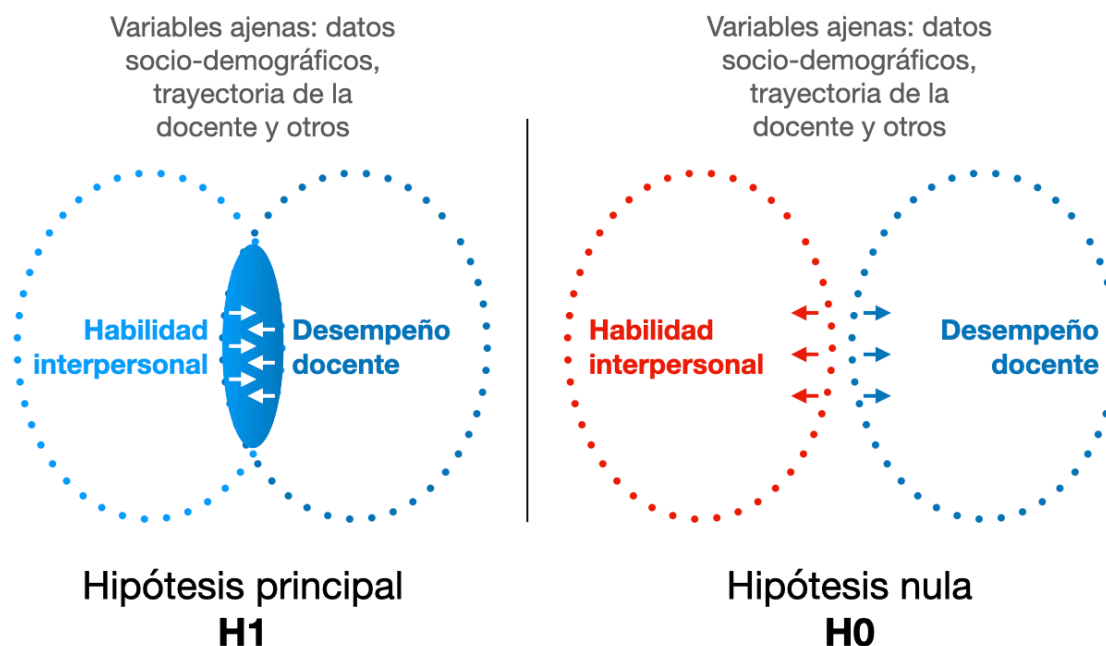 Variables ajenas: datos
socio-demográficos,
trayectoria de la
docente y otros
Habilidad
interpersonal
Desempeño
docente
Hipótesis principal
H1
Variables ajenas: datos
socio-demográficos,
trayectoria de la
docente y otros
Habilidad
interpersonal
Desempeño
docente
Hipótesis nula
H0